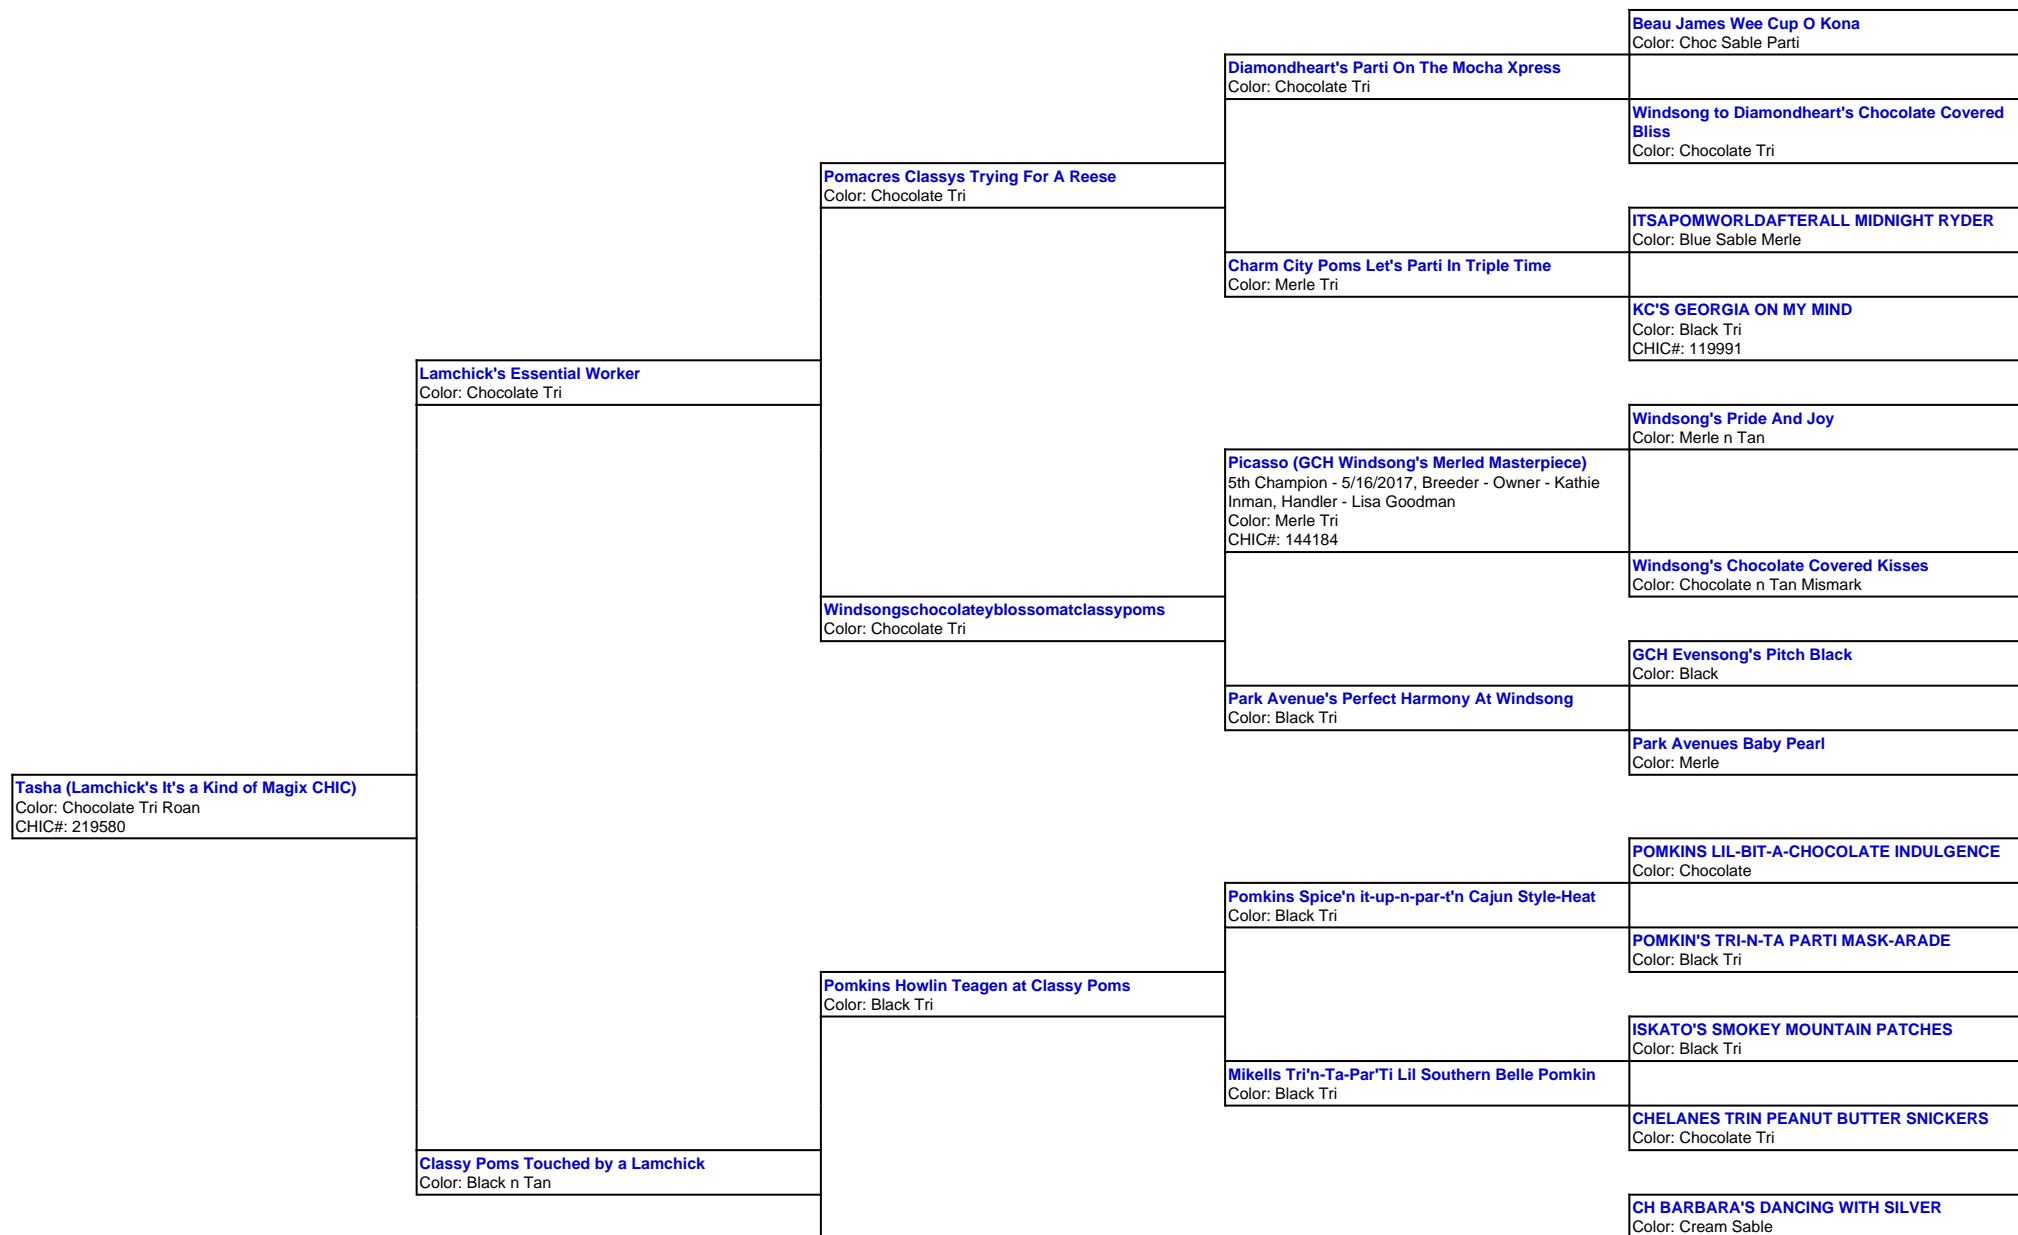 Beau James Wee Cup O Kona
Color: Choc Sable Parti
Diamondheart's Parti On The Mocha Xpress
Color: Chocolate Tri
Windsong to Diamondheart's Chocolate Covered
Bliss
Color: Chocolate Tri
Pomacres Classys Trying For A Reese
Color: Chocolate Tri
ITSAPOMWORLDAFTERALL MIDNIGHT RYDER
Color: Blue Sable Merle
Charm City Poms Let's Parti In Triple Time
Color: Merle Tri
KC'S GEORGIA ON MY MIND
Color: Black Tri
CHIC#: 119991
Lamchick's Essential Worker
Color: Chocolate Tri
Windsong's Pride And Joy
Color: Merle n Tan
Picasso (GCH Windsong's Merled Masterpiece)
5th Champion - 5/16/2017, Breeder - Owner - Kathie
Inman, Handler - Lisa Goodman
Color: Merle Tri
CHIC#: 144184
Windsong's Chocolate Covered Kisses
Color: Chocolate n Tan Mismark
Windsongschocolateyblossomatclassypoms
Color: Chocolate Tri
GCH Evensong's Pitch Black
Color: Black
Park Avenue's Perfect Harmony At Windsong
Color: Black Tri
Park Avenues Baby Pearl
Color: Merle
Tasha (Lamchick's It's a Kind of Magix CHIC)
Color: Chocolate Tri Roan
CHIC#: 219580
POMKINS LIL-BIT-A-CHOCOLATE INDULGENCE
Color: Chocolate
Pomkins Spice'n it-up-n-par-t'n Cajun Style-Heat
Color: Black Tri
POMKIN'S TRI-N-TA PARTI MASK-ARADE
Color: Black Tri
Pomkins Howlin Teagen at Classy Poms
Color: Black Tri
ISKATO'S SMOKEY MOUNTAIN PATCHES
Color: Black Tri
Mikells Tri'n-Ta-Par'Ti Lil Southern Belle Pomkin
Color: Black Tri
CHELANES TRIN PEANUT BUTTER SNICKERS
Color: Chocolate Tri
Classy Poms Touched by a Lamchick
Color: Black n Tan
CH BARBARA'S DANCING WITH SILVER
Color: Cream Sable